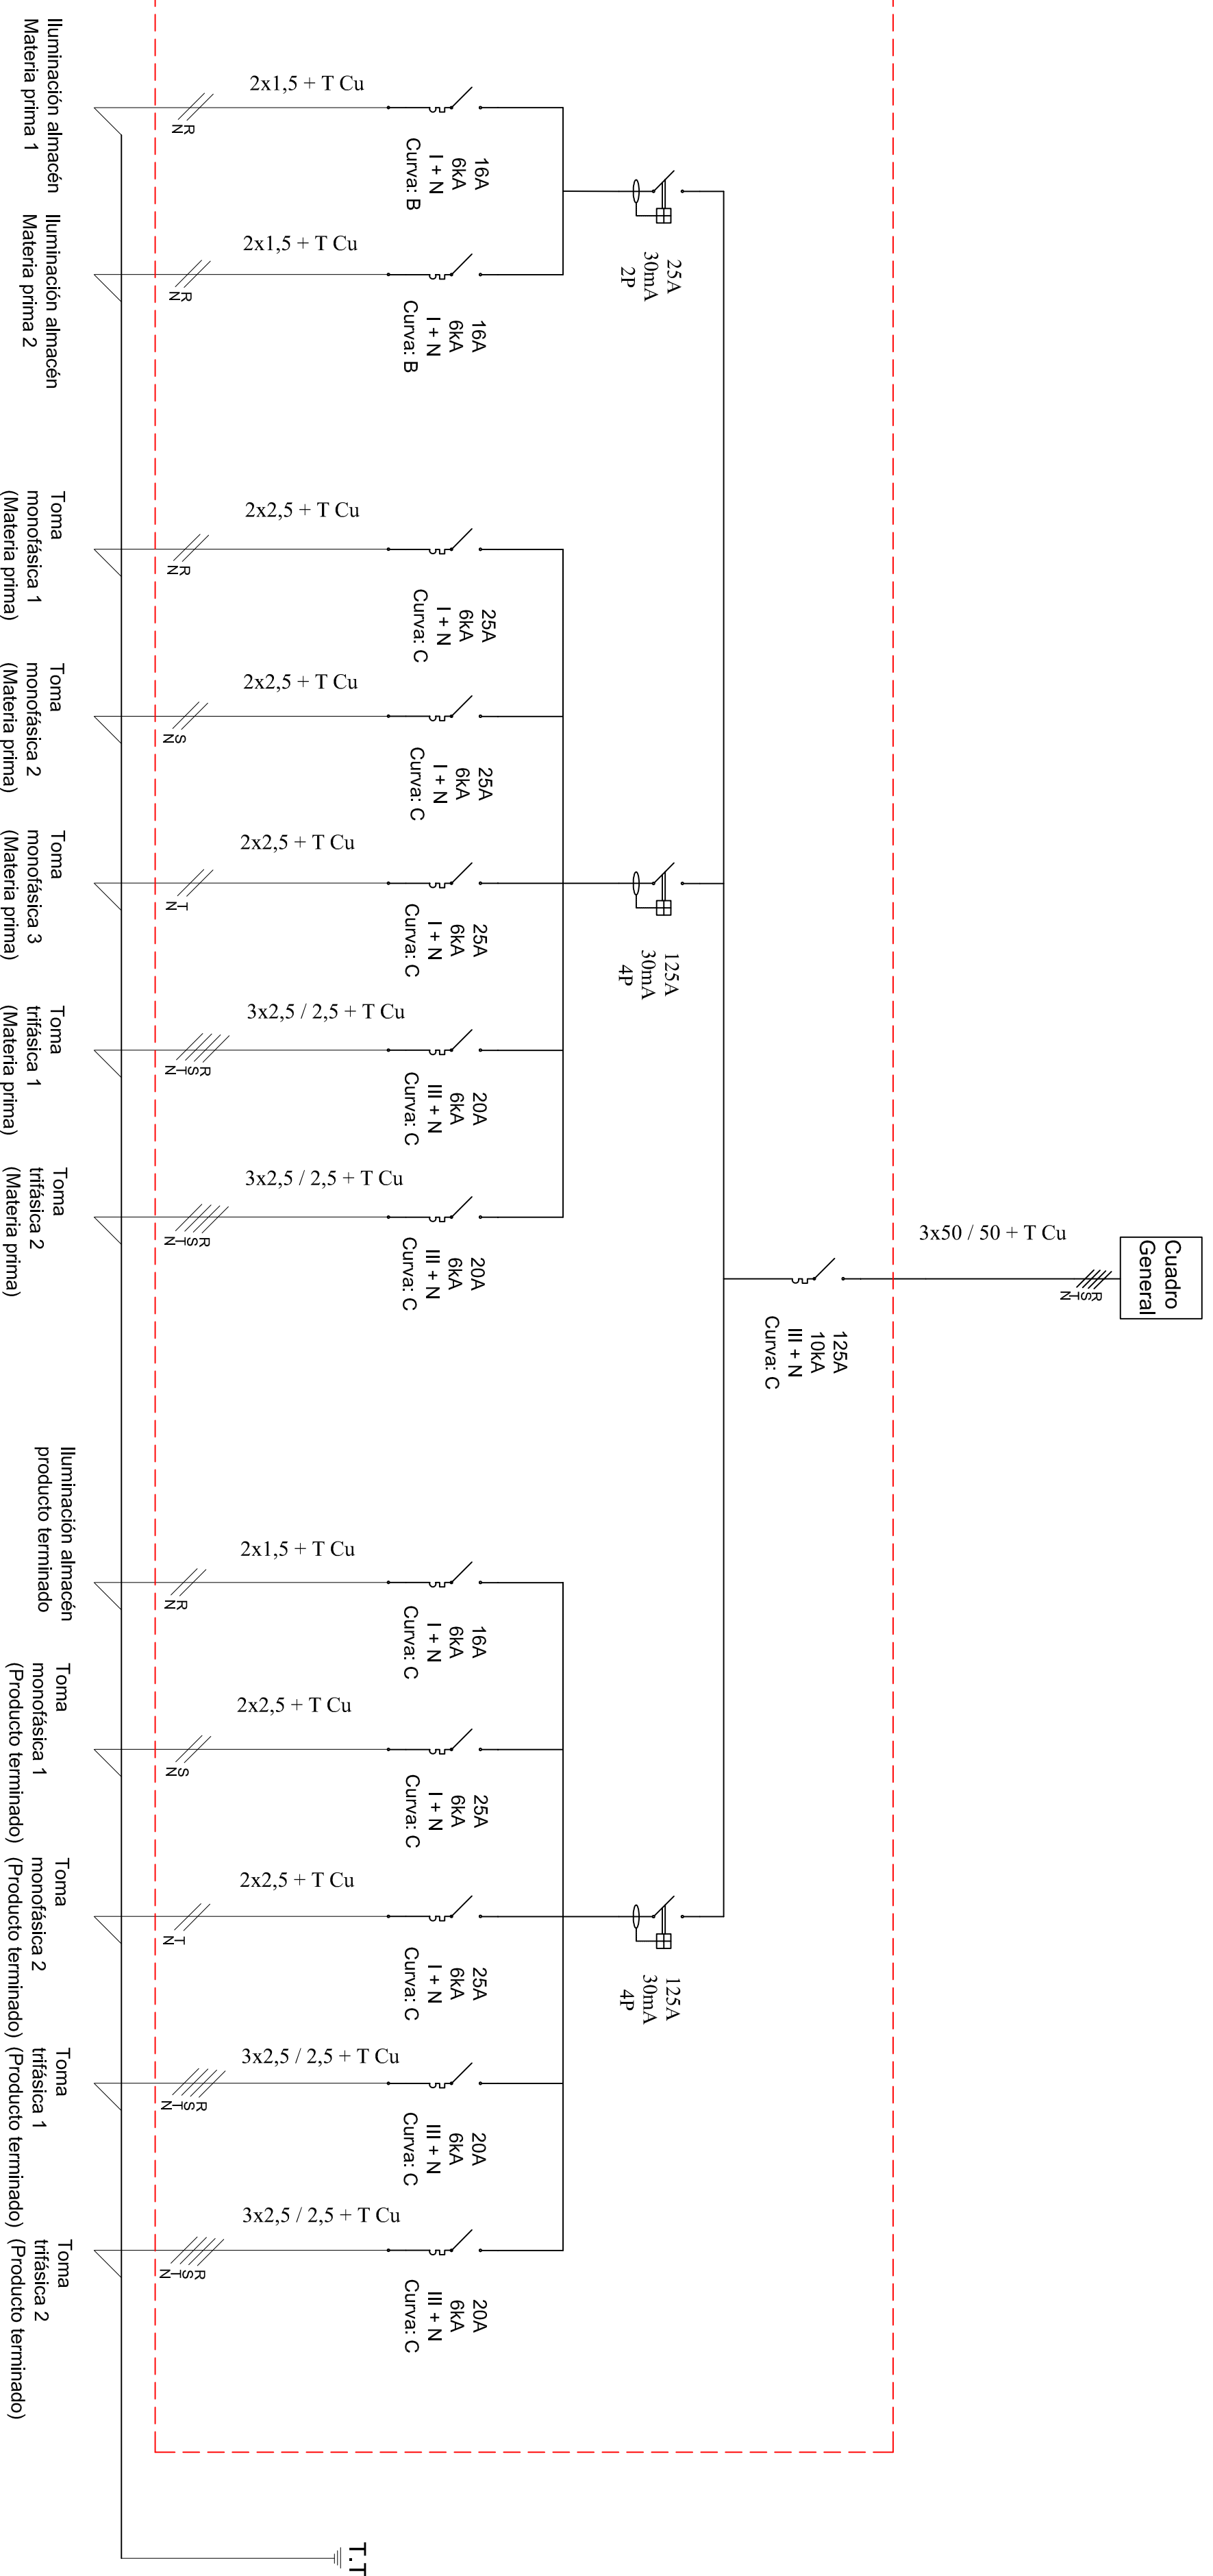 Cuadro
General
3x50 / 50 + T Cu
R
S
T
N
125A
10kA
III + N
Curva: C
25A
30mA
2P
125A
30mA
4P
125A
30mA
4P
16A
6kA
I + N
Curva: B
2x1,5 + T Cu
R
N
Iluminación almacén
Materia prima 1
16A
6kA
I + N
Curva: B
2x1,5 + T Cu
R
N
Iluminación almacén
Materia prima 2
25A
6kA
I + N
Curva: C
2x2,5 + T Cu
R
N
Toma
monofásica 1
(Materia prima)
25A
6kA
I + N
Curva: C
2x2,5 + T Cu
S
N
Toma
monofásica 2
(Materia prima)
25A
6kA
I + N
Curva: C
2x2,5 + T Cu
T
N
Toma
monofásica 3
(Materia prima)
20A
6kA
III + N
Curva: C
3x2,5 / 2,5 + T Cu
R
S
T
N
Toma
trifásica 1
(Materia prima)
20A
6kA
III + N
Curva: C
3x2,5 / 2,5 + T Cu
R
S
T
N
Toma
trifásica 2
(Materia prima)
16A
6kA
I + N
Curva: C
2x1,5 + T Cu
R
N
Iluminación almacén
producto terminado
25A
6kA
I + N
Curva: C
2x2,5 + T Cu
S
N
Toma
monofásica 1
(Producto terminado)
25A
6kA
I + N
Curva: C
2x2,5 + T Cu
T
N
Toma
monofásica 2
(Producto terminado)
20A
6kA
III + N
Curva: C
3x2,5 / 2,5 + T Cu
R
S
T
N
Toma
trifásica 1
(Producto terminado)
20A
6kA
III + N
Curva: C
3x2,5 / 2,5 + T Cu
R
S
T
N
Toma
trifásica 2
(Producto terminado)
T.T